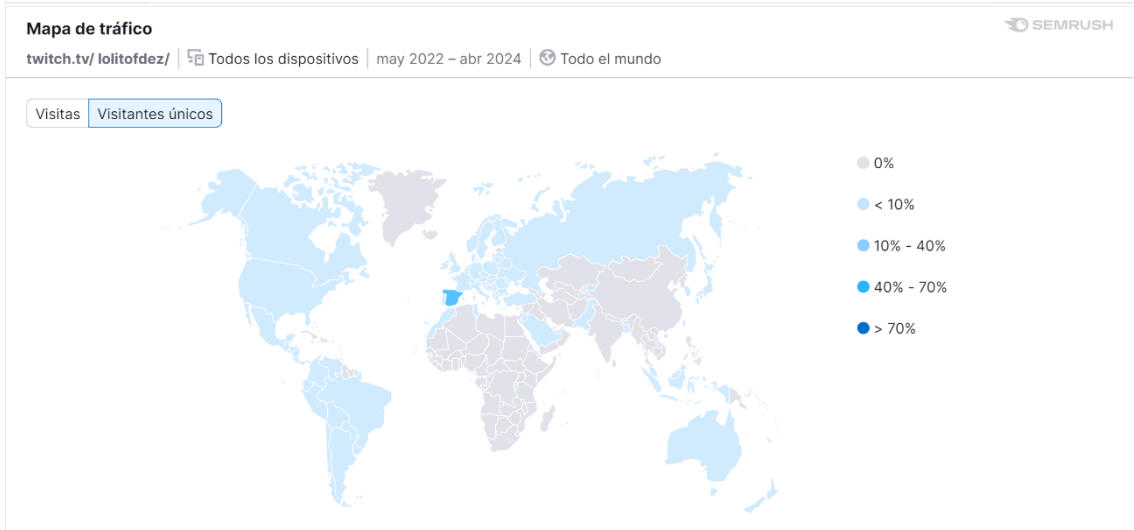 Mapa de tráfico
SEMRUSH
twitch.tv/ lolitofdez/ Todos los dispositivos may 2022 – abr 2024 Todo el mundo
Visitas Visitantes únicos
0%
< 10%
10% - 40%
40% - 70%
> 70%